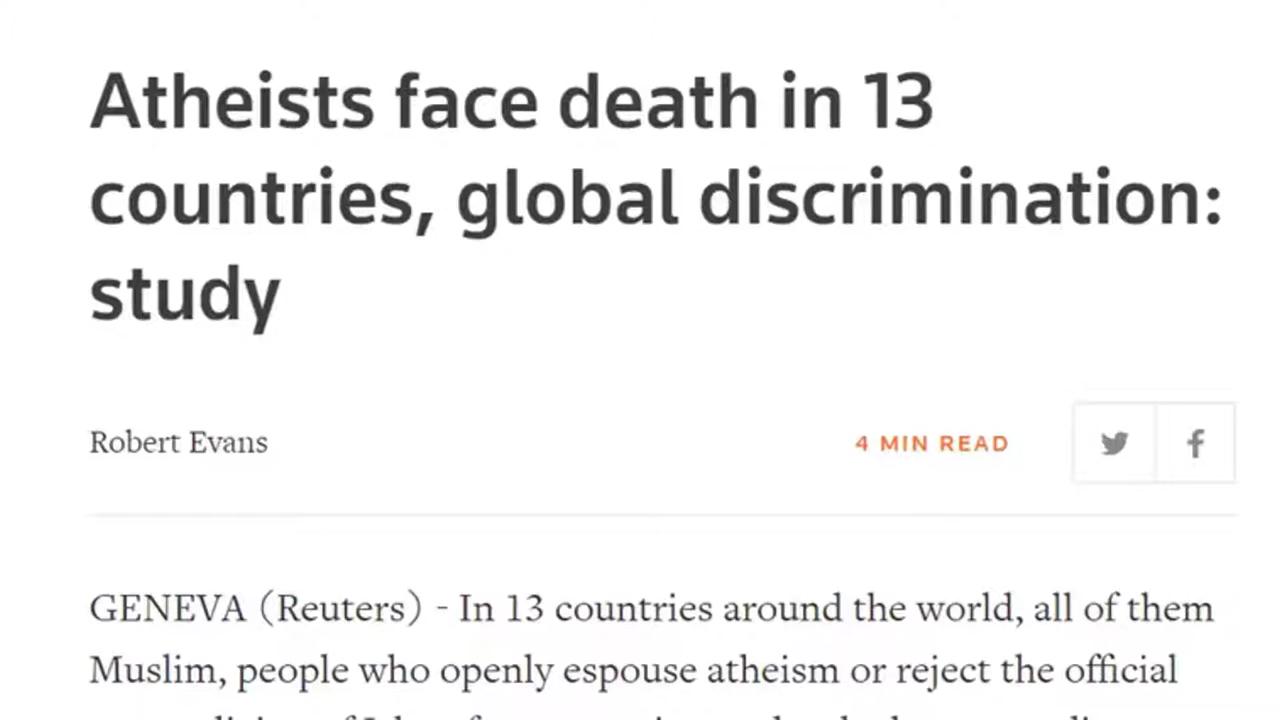 Atheists face death in 13
countries, global discrimination:
study
Robert Evans
4 MIN READ
GENEVA (Reuters) - In 13 countries around the world, all of them
Muslim, people who openly espouse atheism or reject the official